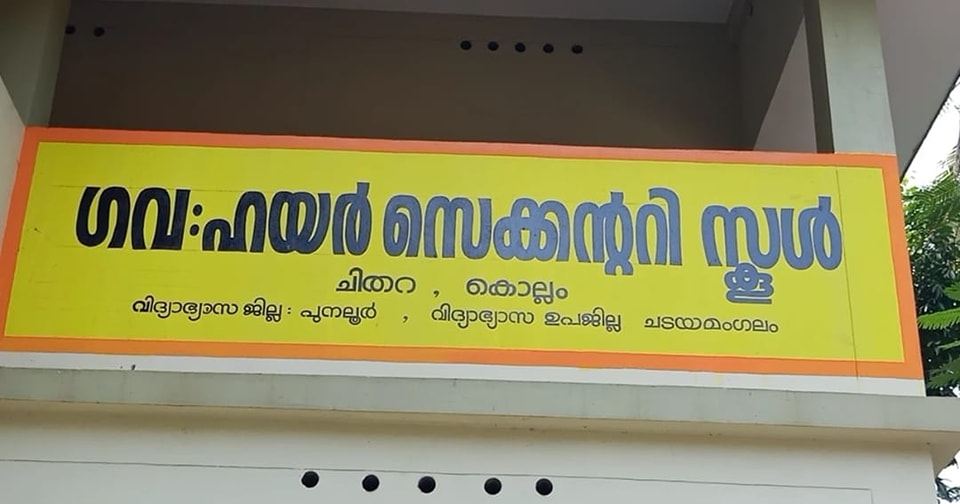 ഗവ:ഹയർ സെക്കന്ററി സ്കൂൾ
ചിതറ , കൊല്ലം
വിദ്യാഭ്യാസ ജില്ല : പുനലൂർ , വിദ്യാഭ്യാസ ഉപജില്ല ചടയമംഗലം